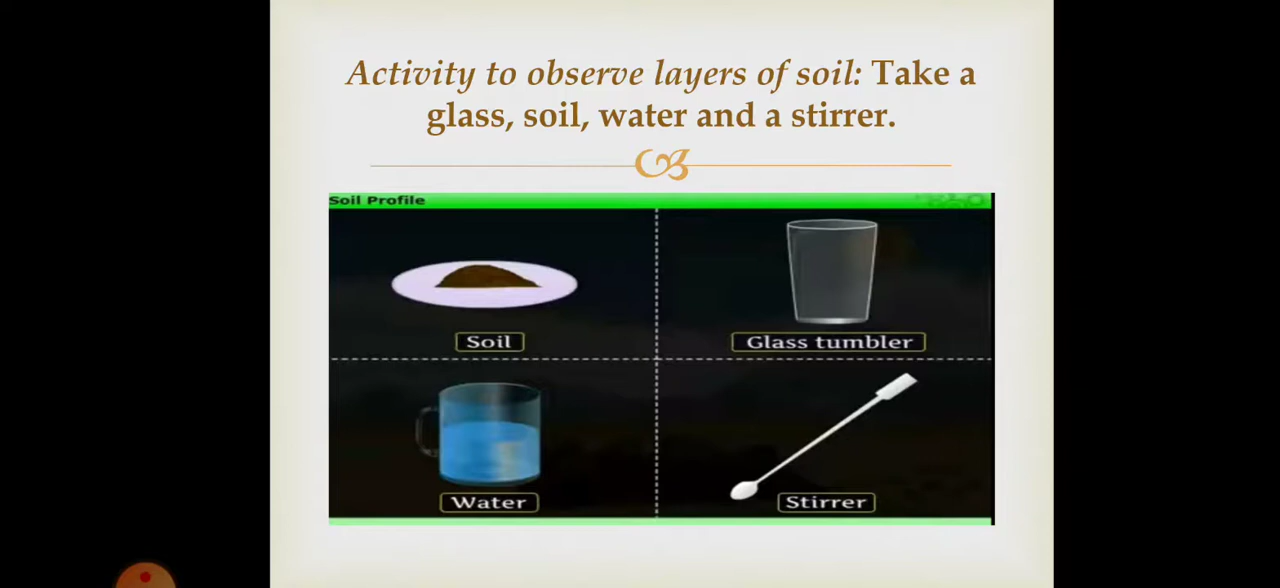 Activity to observe layers of soil: Take a
glass, soil, water and a stirrer.
Soil Profile
Soil
Glass tumbler
Water
Stirrer